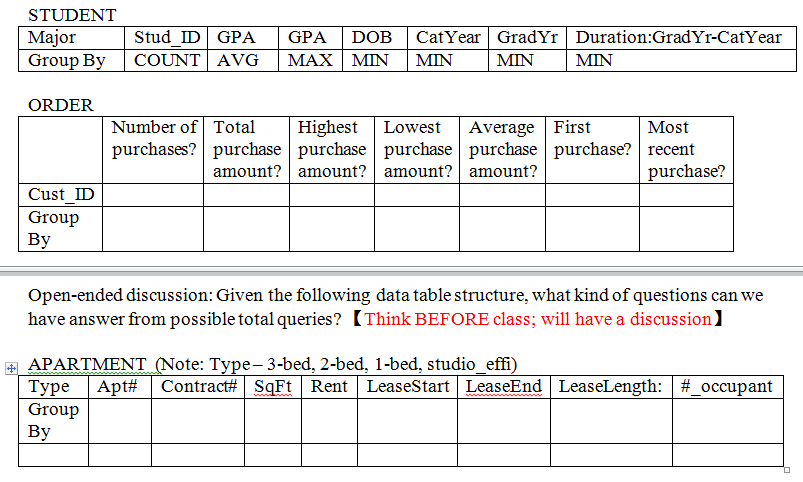 STUDENT
Major Stud_ID GPA GPA DOB CatYear GradYr Duration:GradYr-CatYear
Group By COUNT AVG MAX MIN MIN MIN MIN
ORDER
Number of Total Highest Lowest Average First Most
purchases? purchase purchase purchase purchase purchase? recent
amount? amount? amount? amount? purchase?
Cust_ID
Group
By
Open-ended discussion: Given the following data table structure, what kind of questions can we
have answer from possible total queries? 【Think BEFORE class; will have a discussion】
APARTMENT (Note: Type – 3-bed, 2-bed, 1-bed, studio_effi)
Type Apt# Contract# SqFt Rent LeaseStart LeaseEnd LeaseLength: #_occupant
Group
By